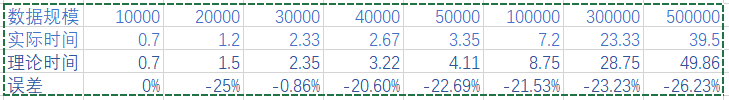 数据规模 10000 20000 30000 40000 50000 100000 300000 500000
实际时间 0.7 1.2 2.33 2.67 3.35 7.2 23.33 39.5
理论时间 0.7 1.5 2.35 3.22 4.11 8.75 28.75 49.86
误差 0% -25% -0.86% -20.60% -22.69% -21.53% -23.23% -26.23%